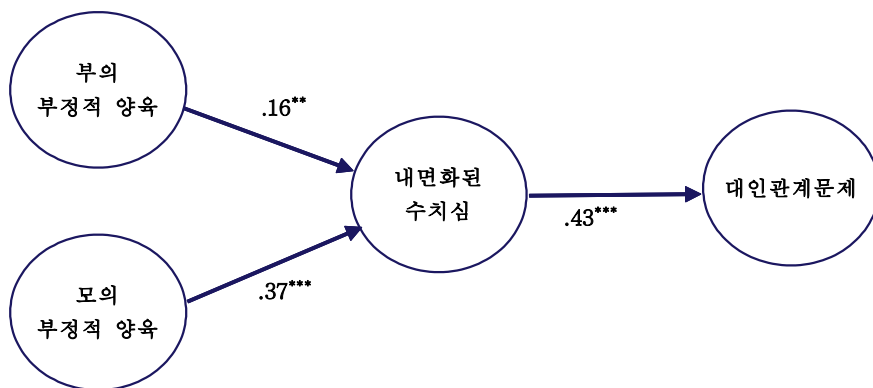 부의
부정적 양육
.16**
내면화된
수치심
.43***
대인관계문제
.37***
모의
부정적 양육